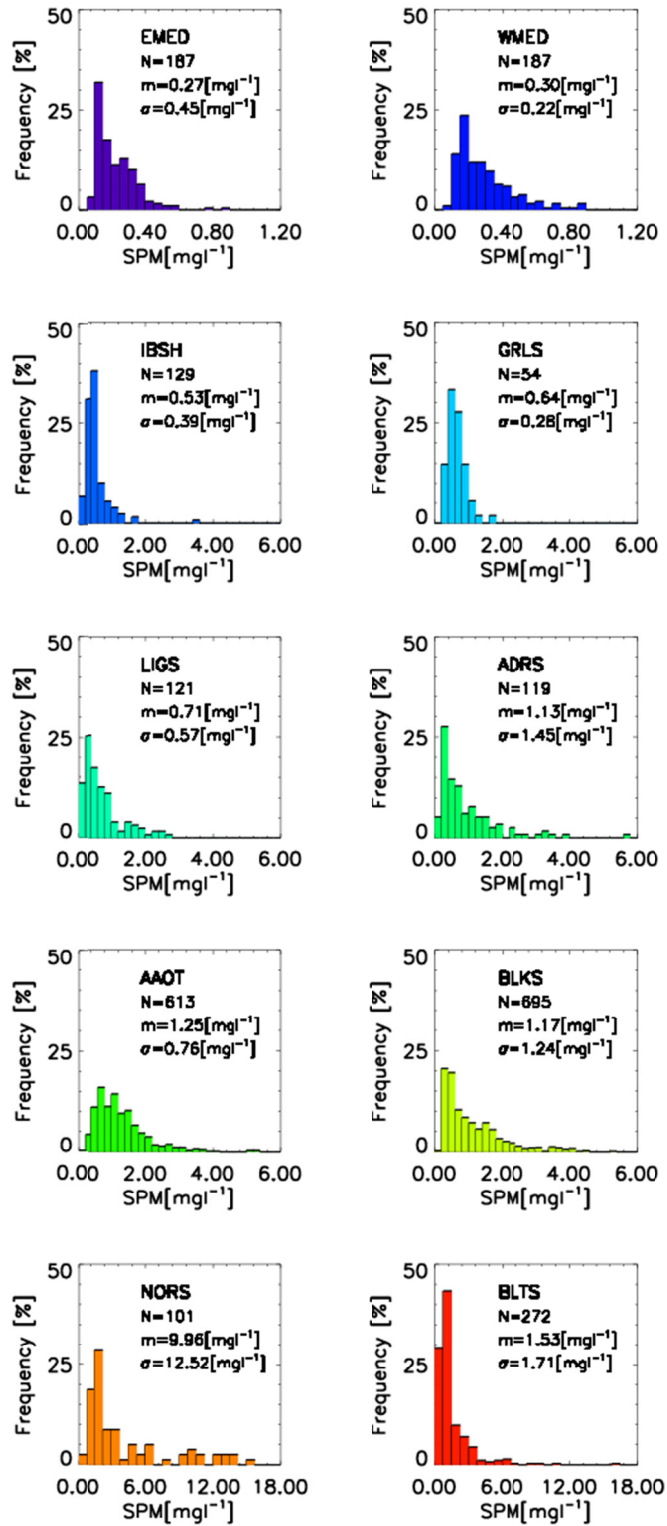 EMED
N=187
m=0.27[mgl⁻¹]
σ=0.45[mgl⁻¹]
Frequency [%]
50
25
0
0.00 0.40 0.80 1.20
SPM[mgl⁻¹]
WMED
N=187
m=0.30[mgl⁻¹]
σ=0.22[mgl⁻¹]
Frequency [%]
50
25
0
0.00 0.40 0.80 1.20
SPM[mgl⁻¹]
IBSH
N=129
m=0.53[mgl⁻¹]
σ=0.39[mgl⁻¹]
Frequency [%]
50
25
0
0.00 2.00 4.00 6.00
SPM[mgl⁻¹]
GRLS
N=54
m=0.64[mgl⁻¹]
σ=0.28[mgl⁻¹]
Frequency [%]
50
25
0
0.00 2.00 4.00 6.00
SPM[mgl⁻¹]
LIGS
N=121
m=0.71[mgl⁻¹]
σ=0.57[mgl⁻¹]
Frequency [%]
50
25
0
0.00 2.00 4.00 6.00
SPM[mgl⁻¹]
ADRS
N=119
m=1.13[mgl⁻¹]
σ=1.45[mgl⁻¹]
Frequency [%]
50
25
0
0.00 2.00 4.00 6.00
SPM[mgl⁻¹]
AAOT
N=613
m=1.25[mgl⁻¹]
σ=0.76[mgl⁻¹]
Frequency [%]
50
25
0
0.00 2.00 4.00 6.00
SPM[mgl⁻¹]
BLKS
N=695
m=1.17[mgl⁻¹]
σ=1.24[mgl⁻¹]
Frequency [%]
50
25
0
0.00 2.00 4.00 6.00
SPM[mgl⁻¹]
NORS
N=101
m=9.96[mgl⁻¹]
σ=12.52[mgl⁻¹]
Frequency [%]
50
25
0
0.00 6.00 12.00 18.00
SPM[mgl⁻¹]
BLTS
N=272
m=1.53[mgl⁻¹]
σ=1.71[mgl⁻¹]
Frequency [%]
50
25
0
0.00 6.00 12.00 18.00
SPM[mgl⁻¹]